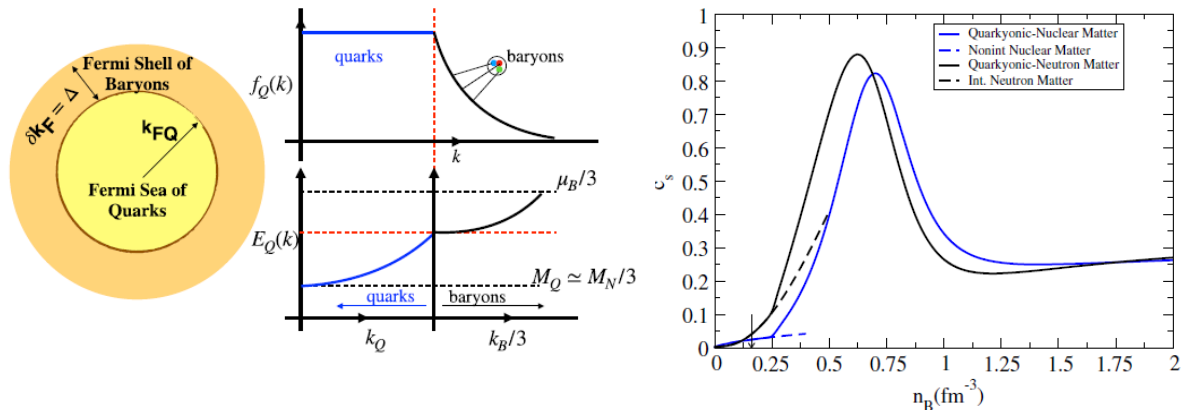 Fermi Shell of
Baryons
δkF = Δ
kFQ
Fermi Sea of
Quarks
fQ(k)
quarks
baryons
k
μB/3
EQ(k)
MQ ≃ MN/3
quarks
baryons
kQ
kB/3
cs
1
0.9
0.8
0.7
0.6
0.5
0.4
0.3
0.2
0.1
0
Quarkyonic-Nuclear Matter
Nonint Nuclear Matter
Quarkyonic-Neutron Matter
Int. Neutron Matter
0 0.25 0.5 0.75 1 1.25 1.5 1.75 2
nB(fm-3)